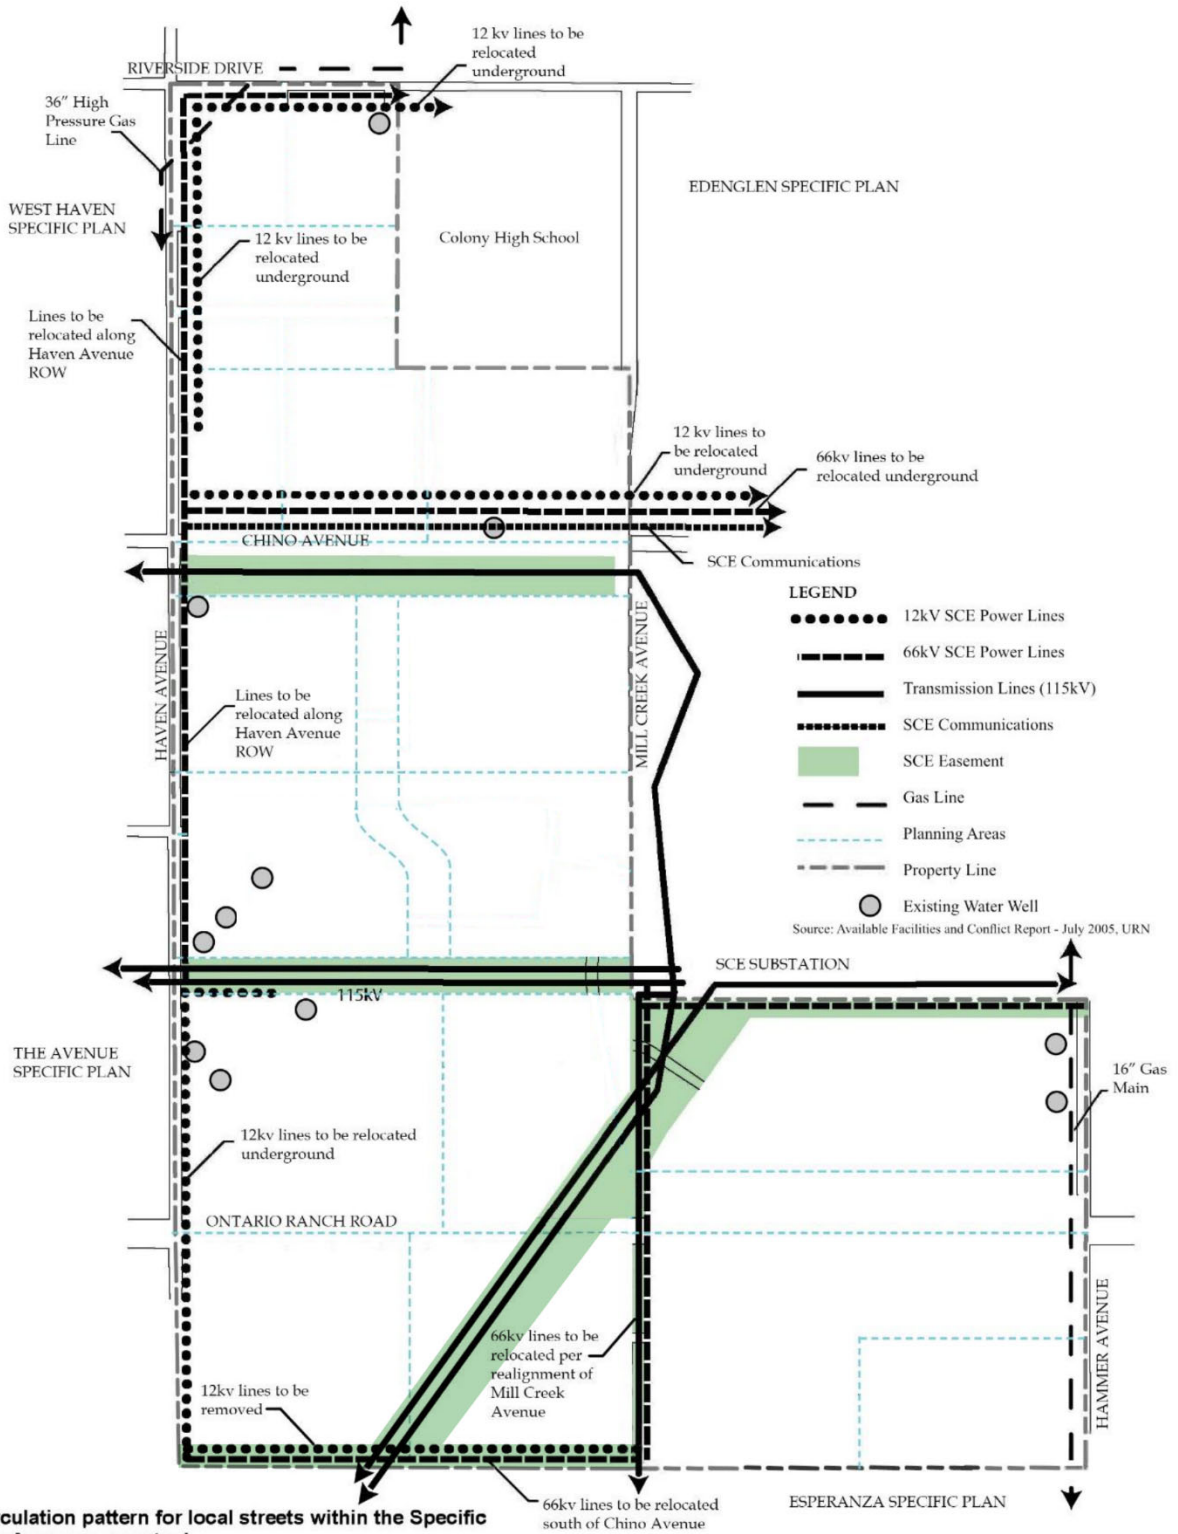 12 kv lines to be
relocated
underground
RIVERSIDE DRIVE
36" High
Pressure Gas
Line
WEST HAVEN
SPECIFIC PLAN
EDENGLEN SPECIFIC PLAN
Colony High School
12 kv lines to be
relocated
underground
Lines to be
relocated along
Haven Avenue
ROW
12 kv lines to
be relocated
underground
66kv lines to be
relocated underground
CHINO AVENUE
SCE Communications
LEGEND
12kV SCE Power Lines
66kV SCE Power Lines
Transmission Lines (115kV)
SCE Communications
SCE Easement
Gas Line
Planning Areas
Property Line
Existing Water Well
Source: Available Facilities and Conflict Report - July 2005, URN
HAVEN AVENUE
MILL CREEK AVENUE
Lines to be
relocated along
Haven Avenue
ROW
SCE SUBSTATION
115kV
THE AVENUE
SPECIFIC PLAN
16" Gas
Main
12kv lines to be relocated
underground
ONTARIO RANCH ROAD
HAMMER AVENUE
66kv lines to be
relocated per
realignment of
Mill Creek
Avenue
12kv lines to be
removed
66kv lines to be relocated
south of Chino Avenue
ESPERANZA SPECIFIC PLAN
culation pattern for local streets within the Specific